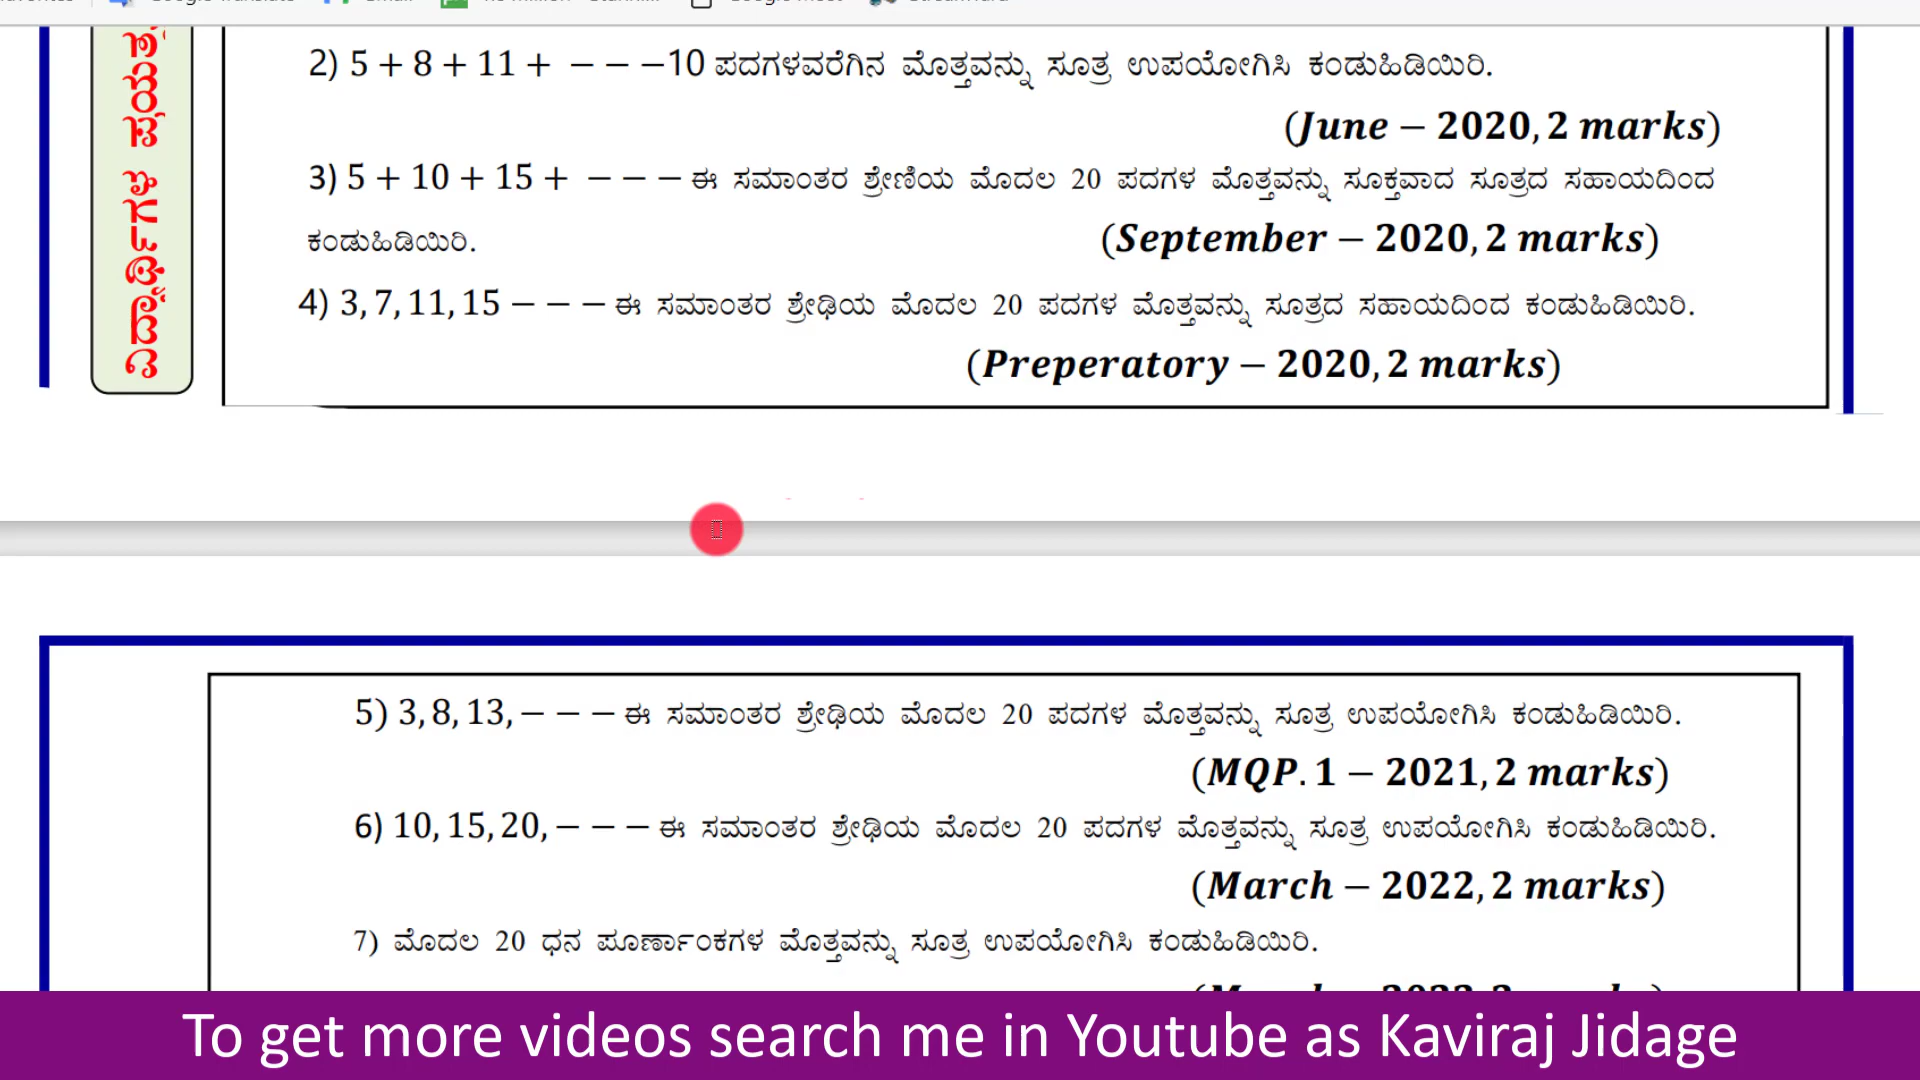 2) 5 + 8 + 11 + − − −10 ಪದಗಳವರೆಗಿನ ಮೊತ್ತವನ್ನು ಸೂತ್ರ ಉಪಯೋಗಿಸಿ ಕಂಡುಹಿಡಿಯಿರಿ.
(June − 2020, 2 marks)
3) 5 + 10 + 15 + − − − ಈ ಸಮಾಂತರ ಶ್ರೇಣಿಯ ಮೊದಲ 20 ಪದಗಳ ಮೊತ್ತವನ್ನು ಸೂಕ್ತವಾದ ಸೂತ್ರದ ಸಹಾಯದಿಂದ
ಕಂಡುಹಿಡಿಯಿರಿ. (September − 2020, 2 marks)
4) 3, 7, 11, 15 − − − ಈ ಸಮಾಂತರ ಶ್ರೇಢಿಯ ಮೊದಲ 20 ಪದಗಳ ಮೊತ್ತವನ್ನು ಸೂತ್ರದ ಸಹಾಯದಿಂದ ಕಂಡುಹಿಡಿಯಿರಿ.
(Preperatory − 2020, 2 marks)
ವಿದ್ಯಾರ್ಥಿಗಳ
5) 3, 8, 13, − − − ಈ ಸಮಾಂತರ ಶ್ರೇಢಿಯ ಮೊದಲ 20 ಪದಗಳ ಮೊತ್ತವನ್ನು ಸೂತ್ರ ಉಪಯೋಗಿಸಿ ಕಂಡುಹಿಡಿಯಿರಿ.
(MQP. 1 − 2021, 2 marks)
6) 10, 15, 20, − − − ಈ ಸಮಾಂತರ ಶ್ರೇಢಿಯ ಮೊದಲ 20 ಪದಗಳ ಮೊತ್ತವನ್ನು ಸೂತ್ರ ಉಪಯೋಗಿಸಿ ಕಂಡುಹಿಡಿಯಿರಿ.
(March − 2022, 2 marks)
7) ಮೊದಲ 20 ಧನ ಪೂರ್ಣಾಂಕಗಳ ಮೊತ್ತವನ್ನು ಸೂತ್ರ ಉಪಯೋಗಿಸಿ ಕಂಡುಹಿಡಿಯಿರಿ.
To get more videos search me in Youtube as Kaviraj Jidage